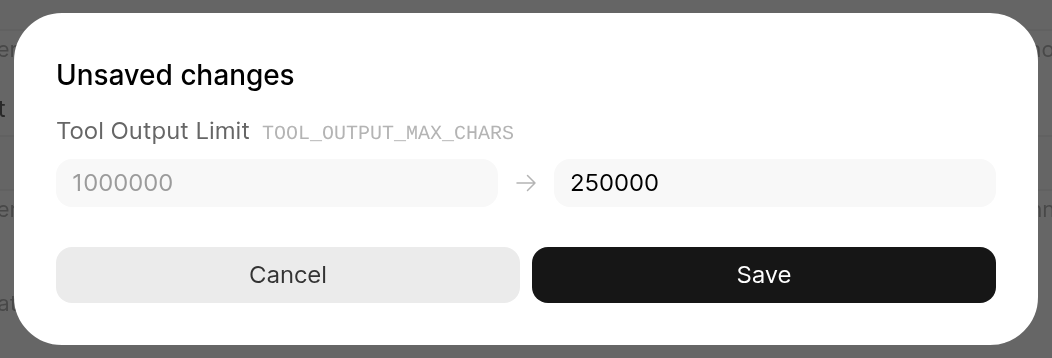 Unsaved changes
Tool Output Limit TOOL_OUTPUT_MAX_CHARS
1000000 → 250000
Cancel Save